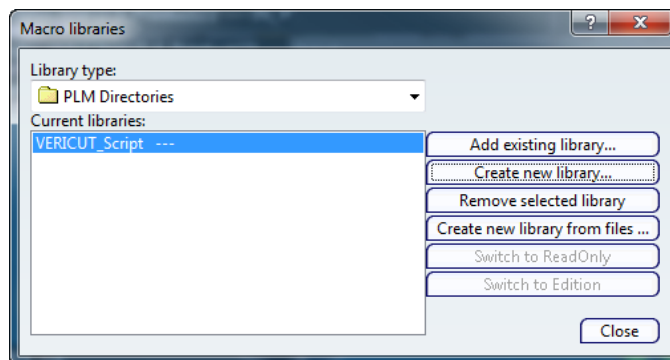 Macro libraries
Library type:
PLM Directories
Current libraries:
VERICUT_Script ---
Add existing library...
Create new library...
Remove selected library
Create new library from files ...
Switch to ReadOnly
Switch to Edition
Close